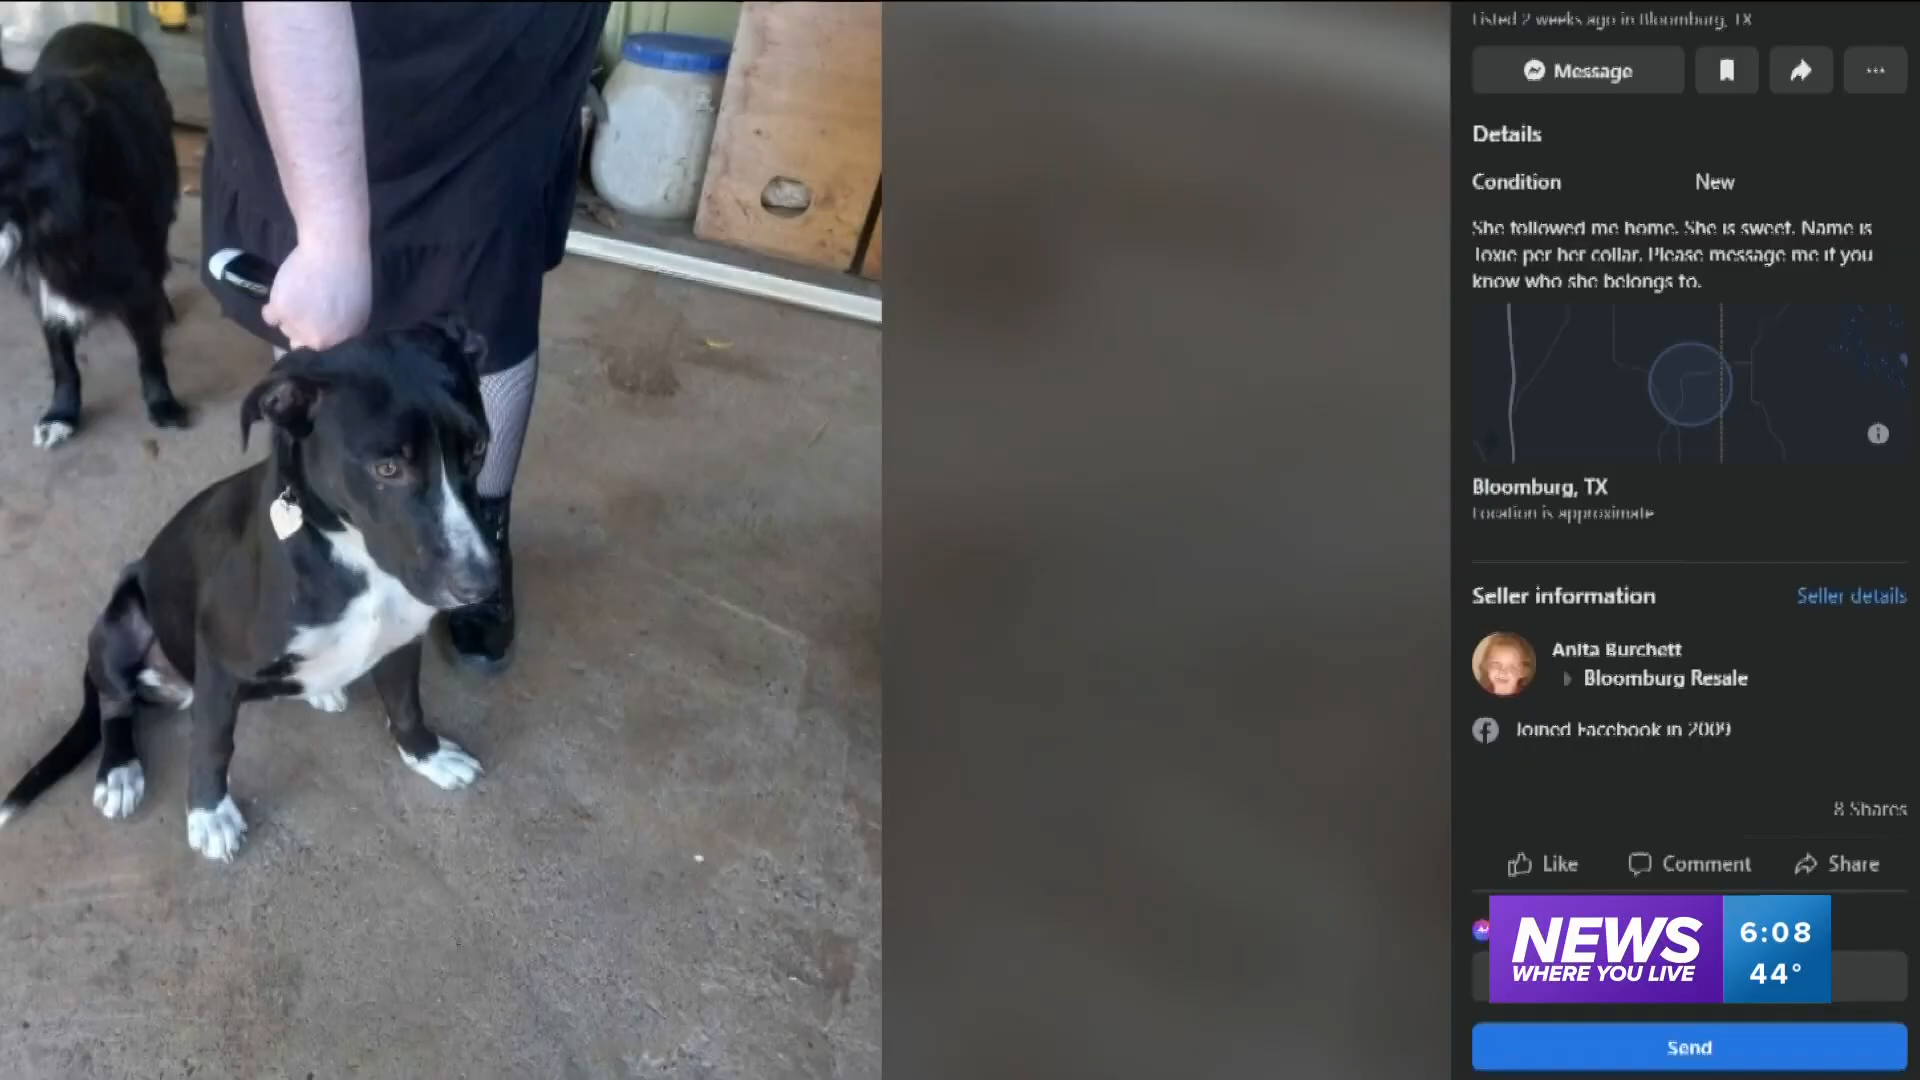 Listed 2 weeks ago in Bloomburg, TX
Message
Details
Condition New
She followed me home. She is sweet. Name is
Toxie per her collar. Please message me if you
know who she belongs to.
Bloomburg, TX
Location is approximate
Seller information Seller details
Anita Burchett
Bloomburg Resale
Joined Facebook in 2009
8 Shares
Like Comment Share
NEWS
WHERE YOU LIVE
6:08
44°
Send